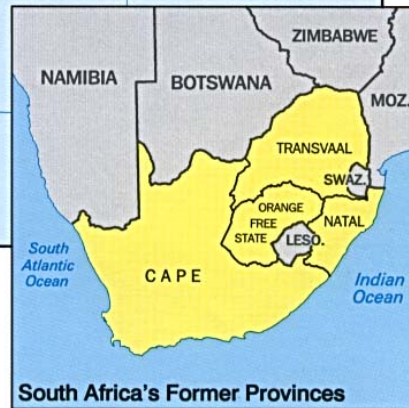 ZIMBABWE
NAMIBIA
BOTSWANA
MOZ.
TRANSVAAL
SWAZ.
ORANGE
FREE
STATE
LESO.
NATAL
CAPE
South
Atlantic
Ocean
Indian
Ocean
South Africa's Former Provinces